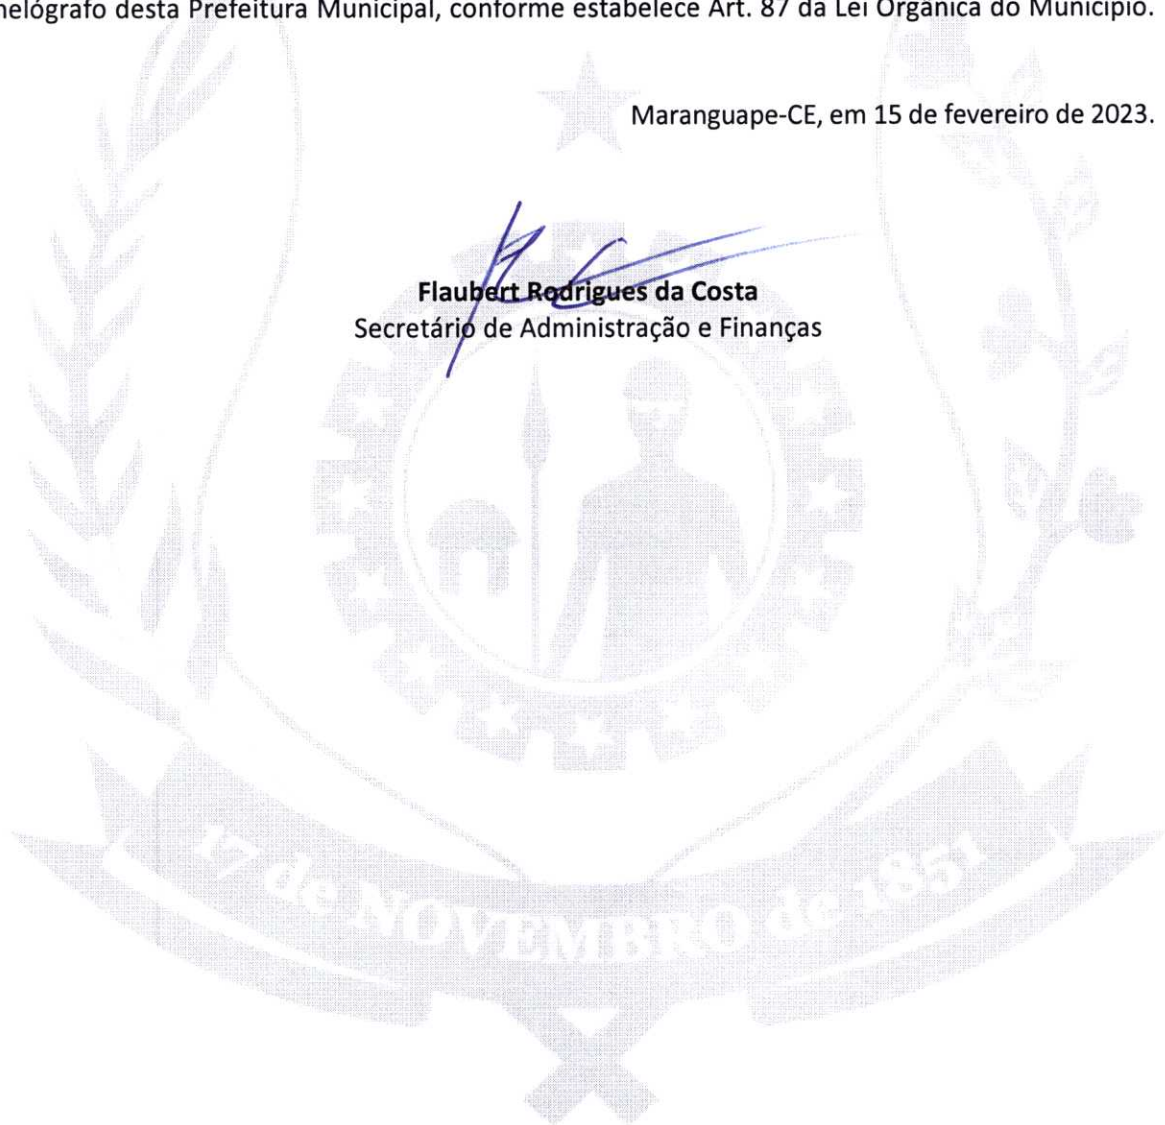 nelógrafo desta Prefeitura Municipal, conforme estabelece Art. 87 da Lei Orgânica do Município.
Maranguape-CE, em 15 de fevereiro de 2023.
Flaubert Rodrigues da Costa
Secretário de Administração e Finanças
17 de NOVEMBRO de 1851